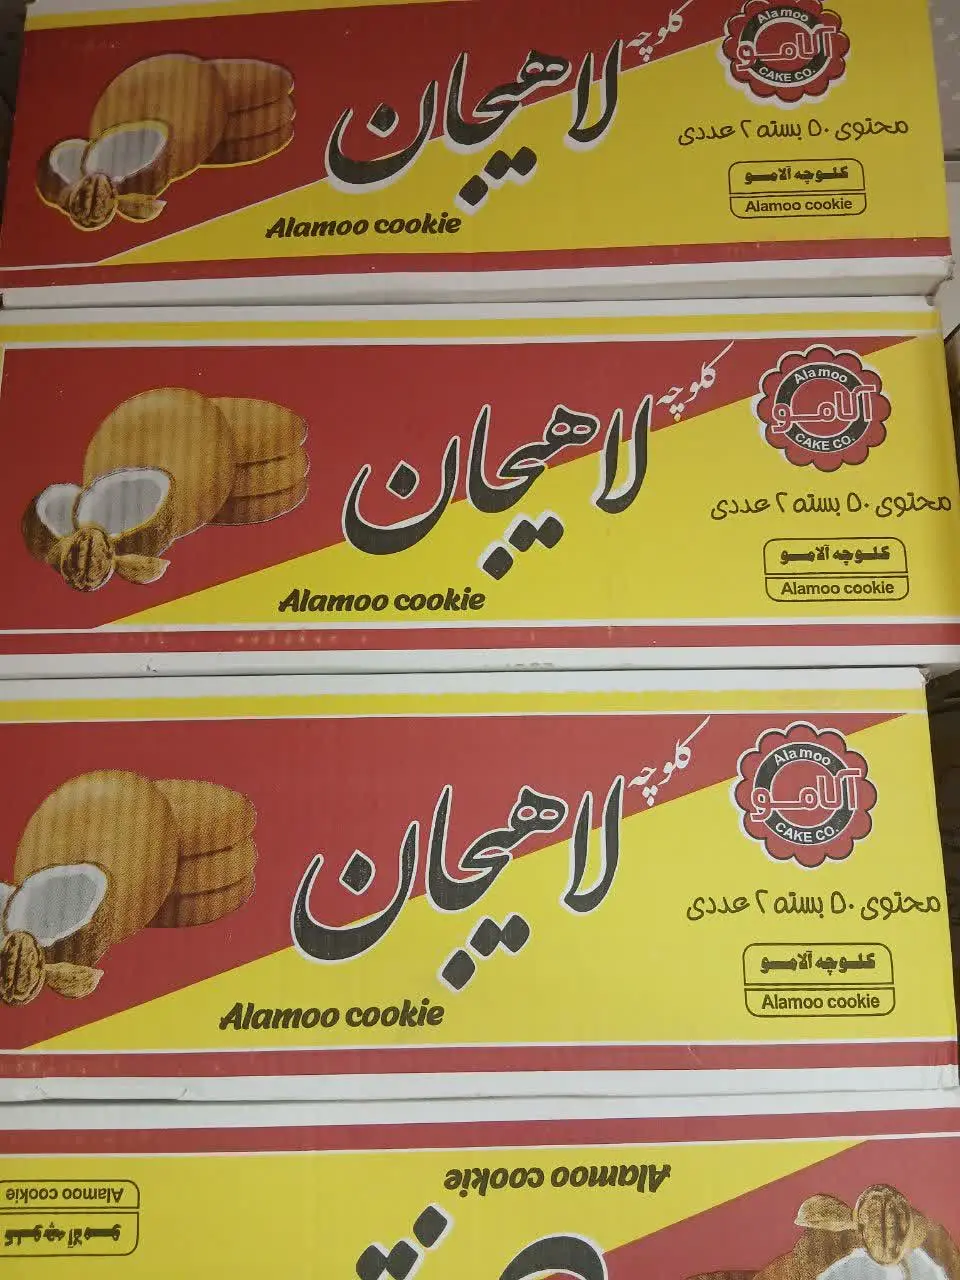 کلوچه
لاهیجان
Alamoo cookie
Alamoo
آلامو
CAKE CO.
محتوی ۵۰ بسته ۲ عددی
کلوچه آلامو
Alamoo cookie
کلوچه
لاهیجان
Alamoo cookie
Alamoo
آلامو
CAKE CO.
محتوی ۵۰ بسته ۲ عددی
کلوچه آلامو
Alamoo cookie
کلوچه
لاهیجان
Alamoo cookie
Alamoo
آلامو
CAKE CO.
محتوی ۵۰ بسته ۲ عددی
کلوچه آلامو
Alamoo cookie
Alamoo cookie
Alamoo cookie
کلوچه آلامو